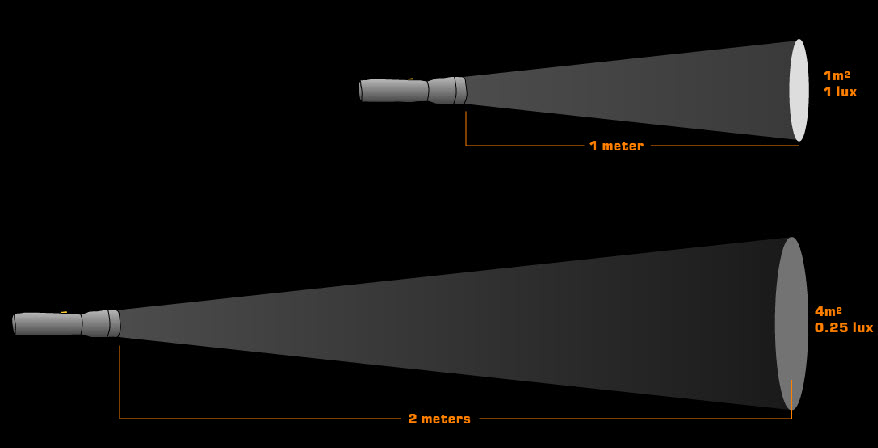 1m²
1 lux
1 meter
4m²
0.25 lux
2 meters